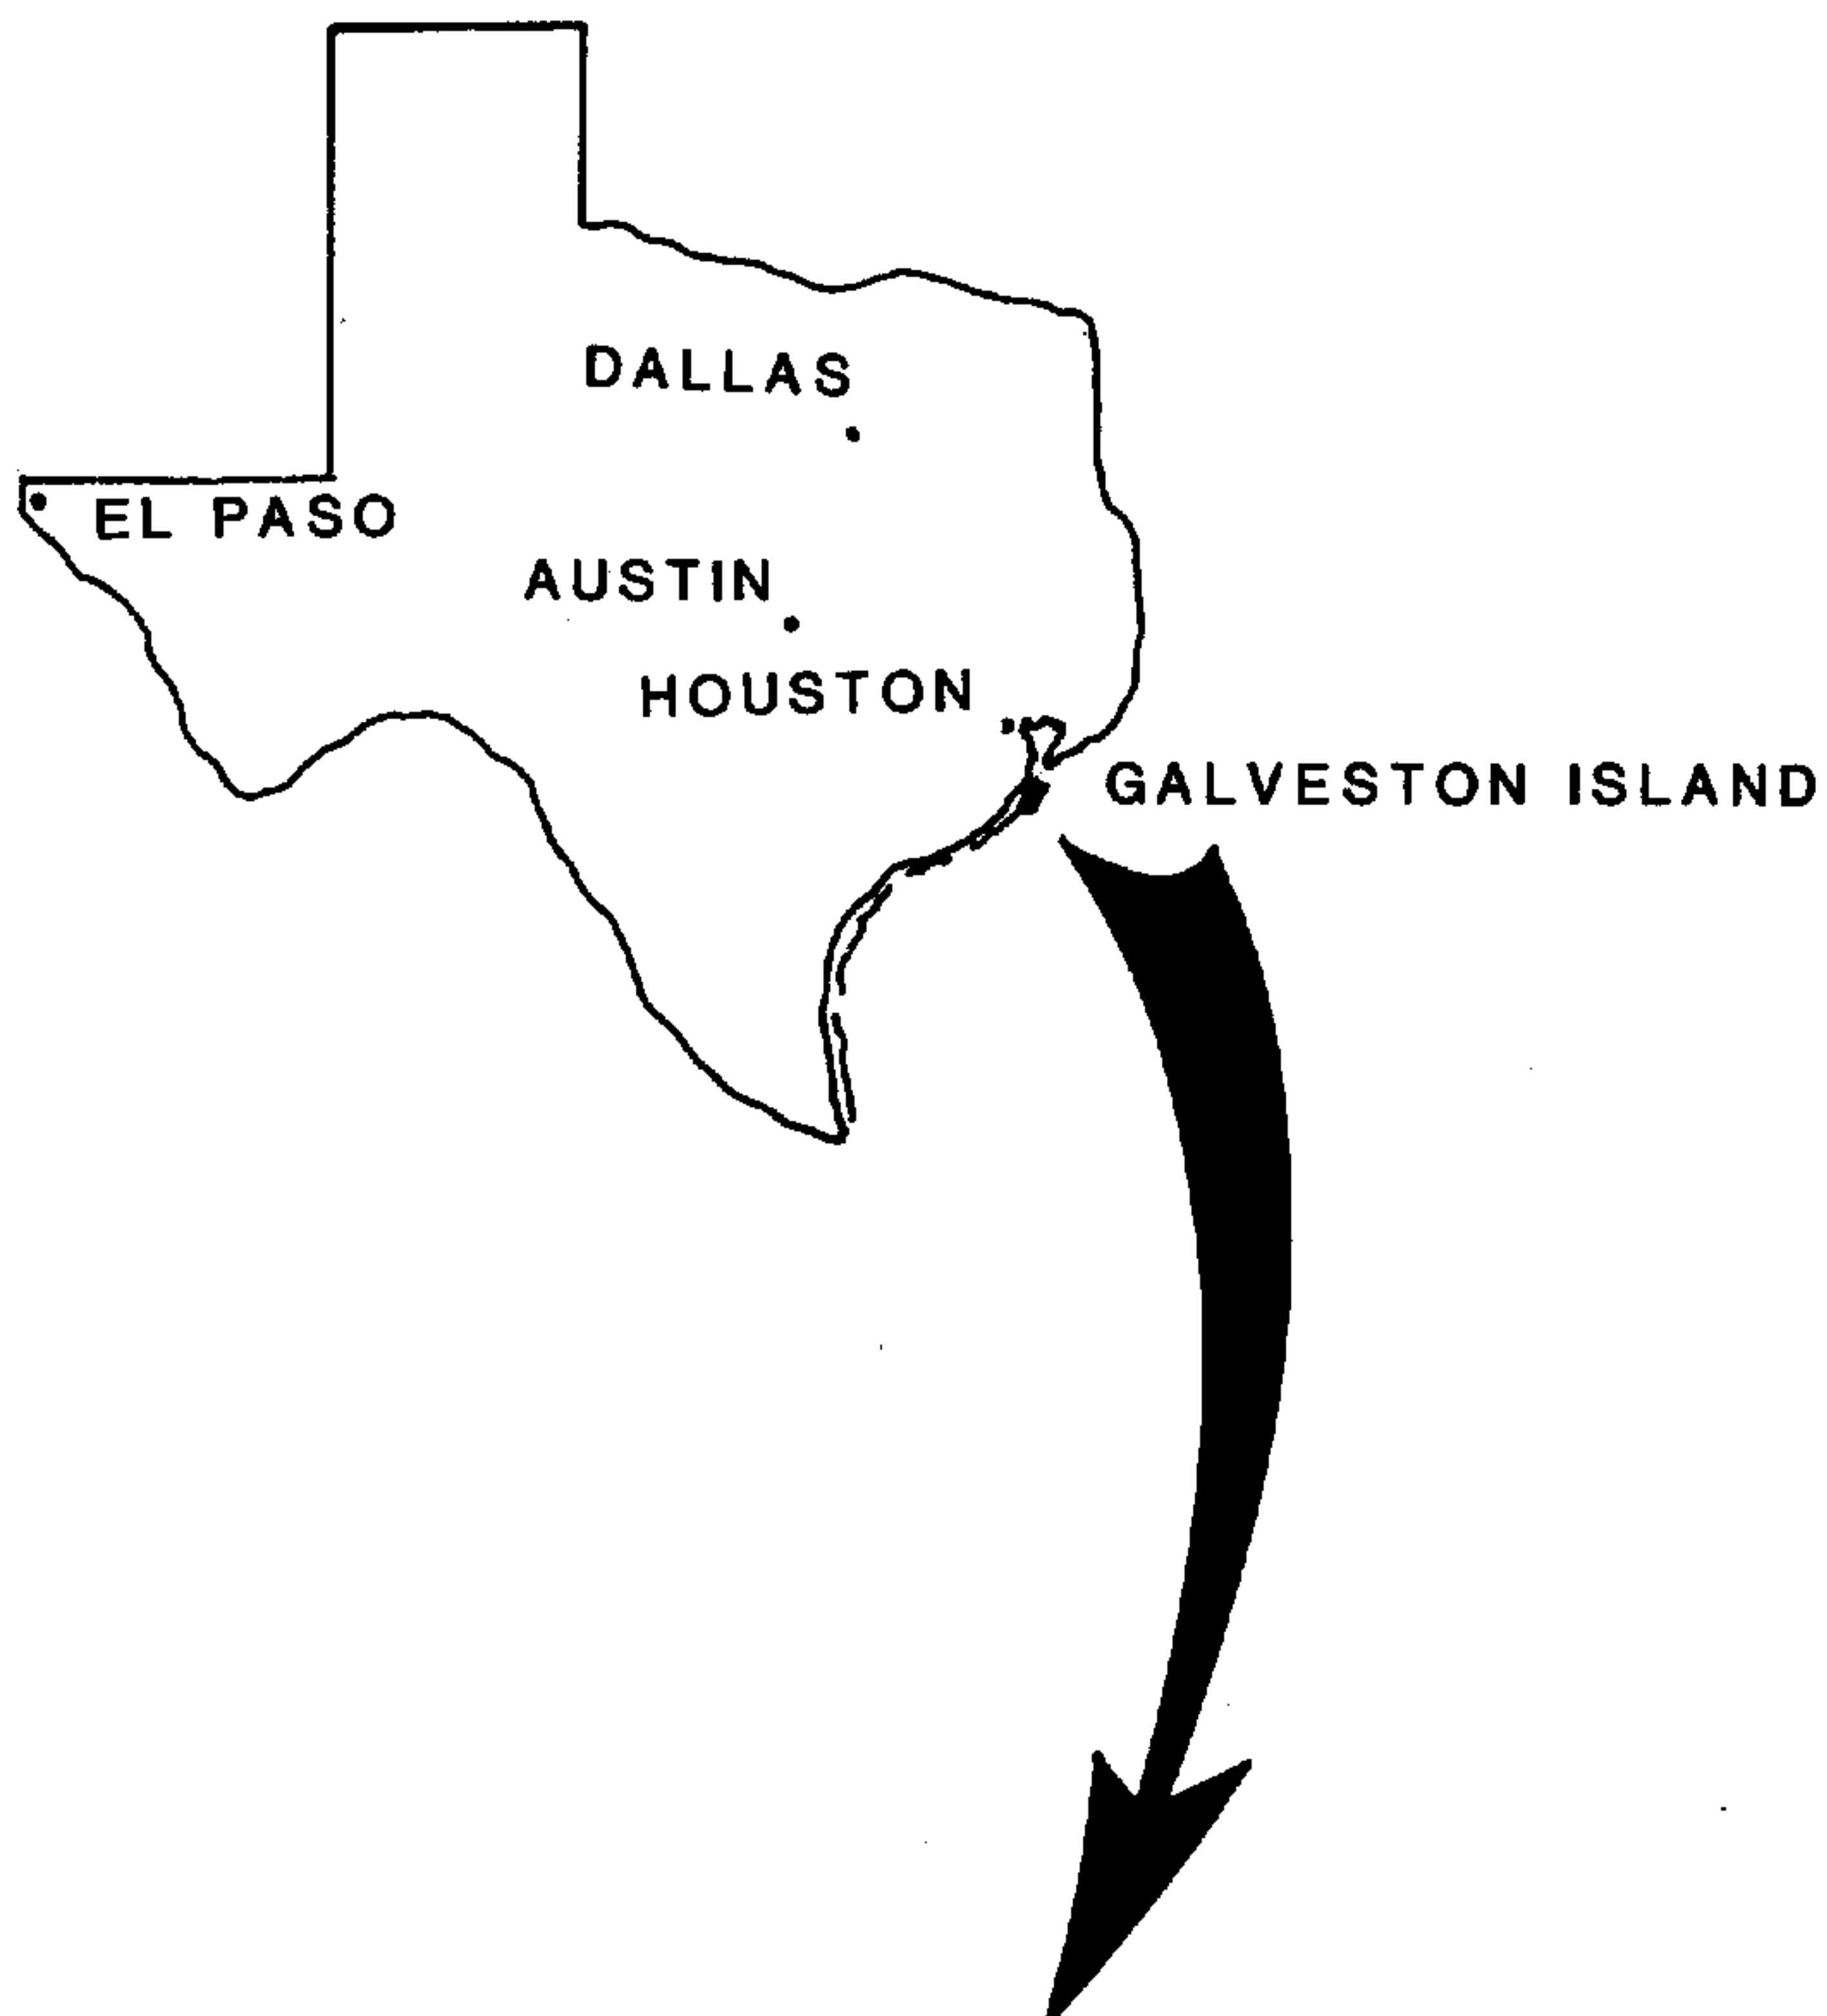 DALLAS
EL PASO
AUSTIN
HOUSTON
GALVESTON ISLAND